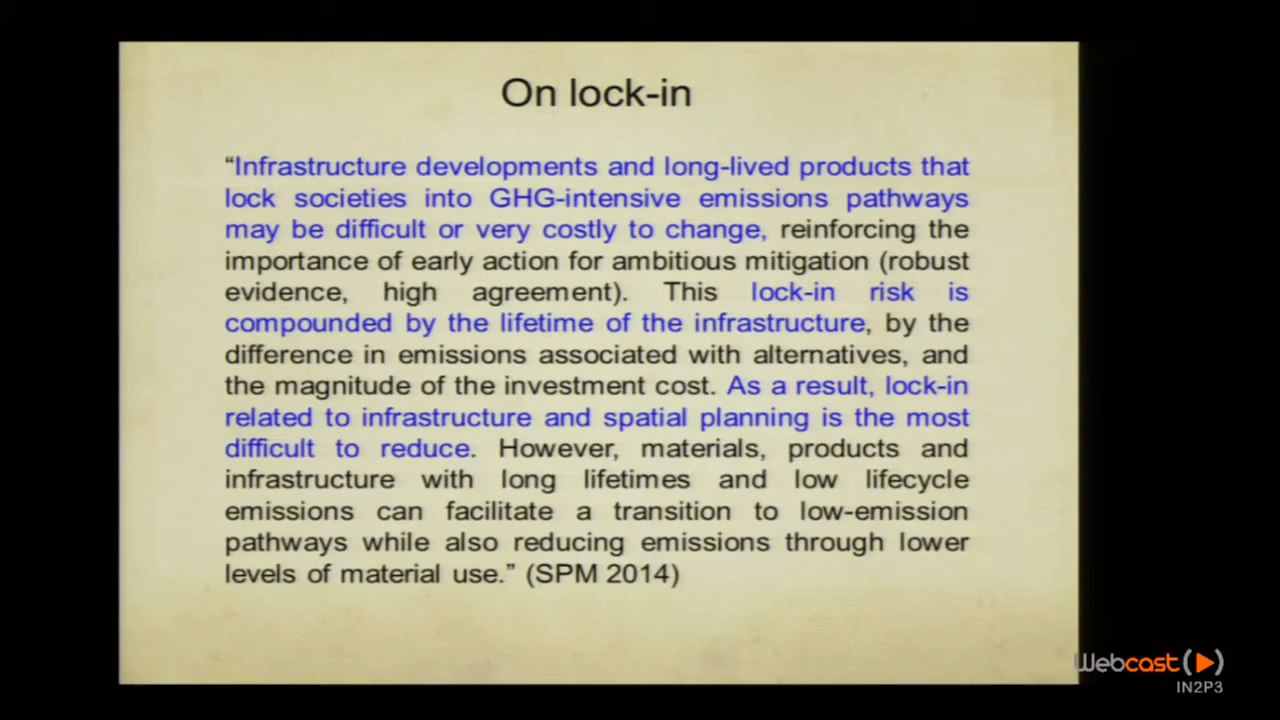 On lock-in
“Infrastructure developments and long-lived products that
lock societies into GHG-intensive emissions pathways
may be difficult or very costly to change, reinforcing the
importance of early action for ambitious mitigation (robust
evidence, high agreement). This lock-in risk is
compounded by the lifetime of the infrastructure, by the
difference in emissions associated with alternatives, and
the magnitude of the investment cost. As a result, lock-in
related to infrastructure and spatial planning is the most
difficult to reduce. However, materials, products and
infrastructure with long lifetimes and low lifecycle
emissions can facilitate a transition to low-emission
pathways while also reducing emissions through lower
levels of material use.” (SPM 2014)
Webcast
IN2P3